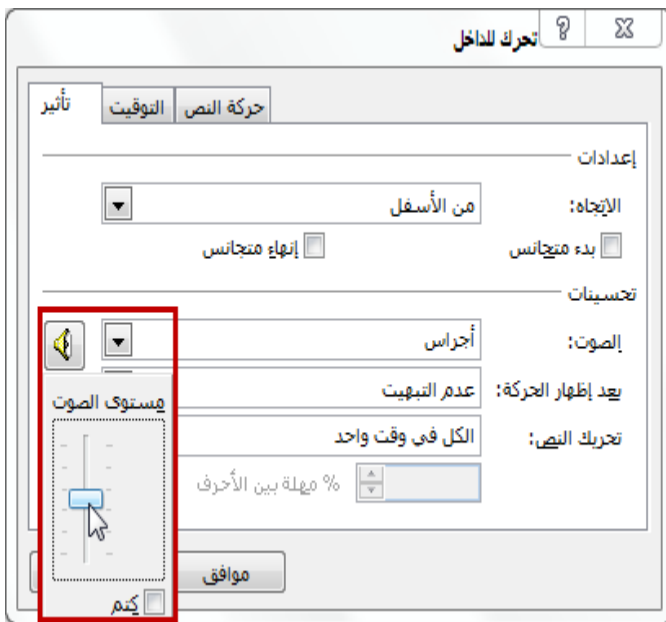 تحرك للداخل
تأثير التوقيت حركة النص
إعدادات
الاتجاه: من الأسفل
بدء متجانس إنهاء متجانس
تحسينات
الصوت: أجراس
بعد إظهار الحركة: عدم التبهيت
تحريك النص: الكل في وقت واحد
% مهلة بين الأحرف
مستوى الصوت
كتم
موافق